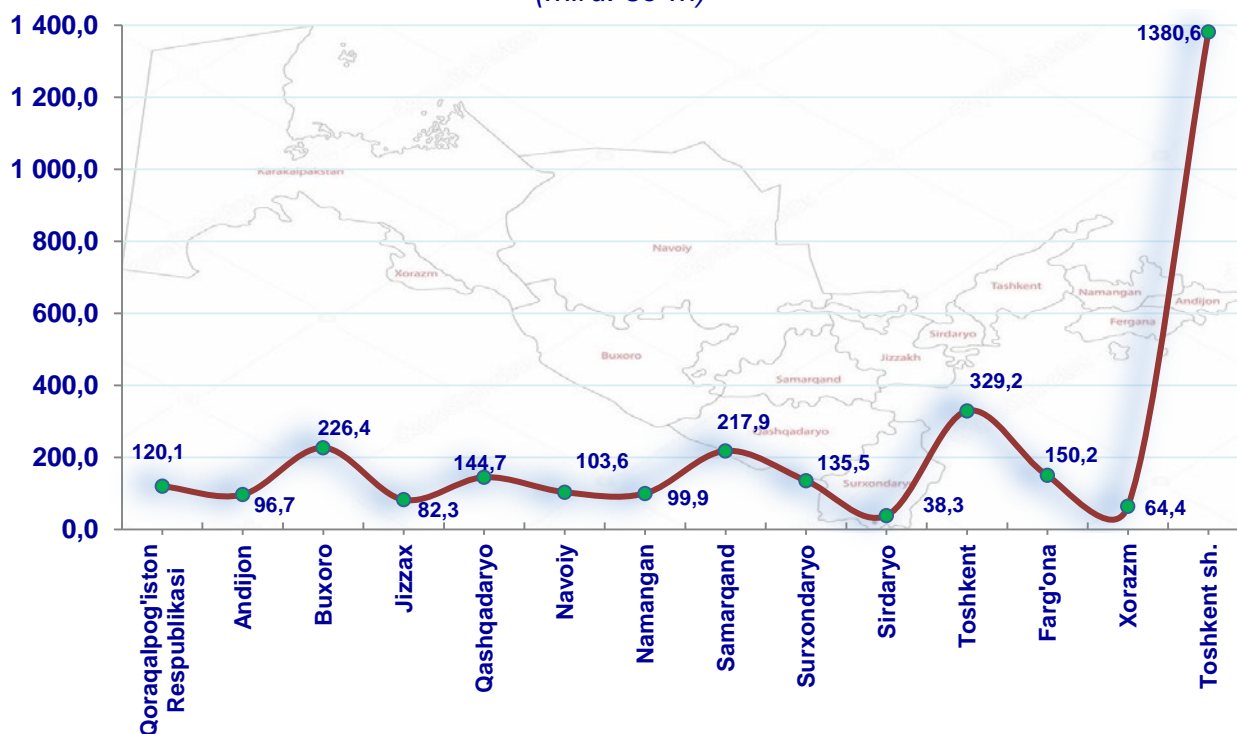 1 400,0
1 200,0
1 000,0
800,0
600,0
400,0
200,0
0,0
120,1
96,7
226,4
82,3
144,7
103,6
99,9
217,9
135,5
38,3
329,2
150,2
64,4
1380,6
Karakalpakstan
Xorazm
Navoiy
Buxoro
Samarqand
Qashqadaryo
Surxondaryo
Jizzakh
Sirdaryo
Tashkent
Namangan
Andijon
Fergana
Qoraqalpog'iston
Respublikasi
Andijon
Buxoro
Jizzax
Qashqadaryo
Navoiy
Namangan
Samarqand
Surxondaryo
Sirdaryo
Toshkent
Farg'ona
Xorazm
Toshkent sh.